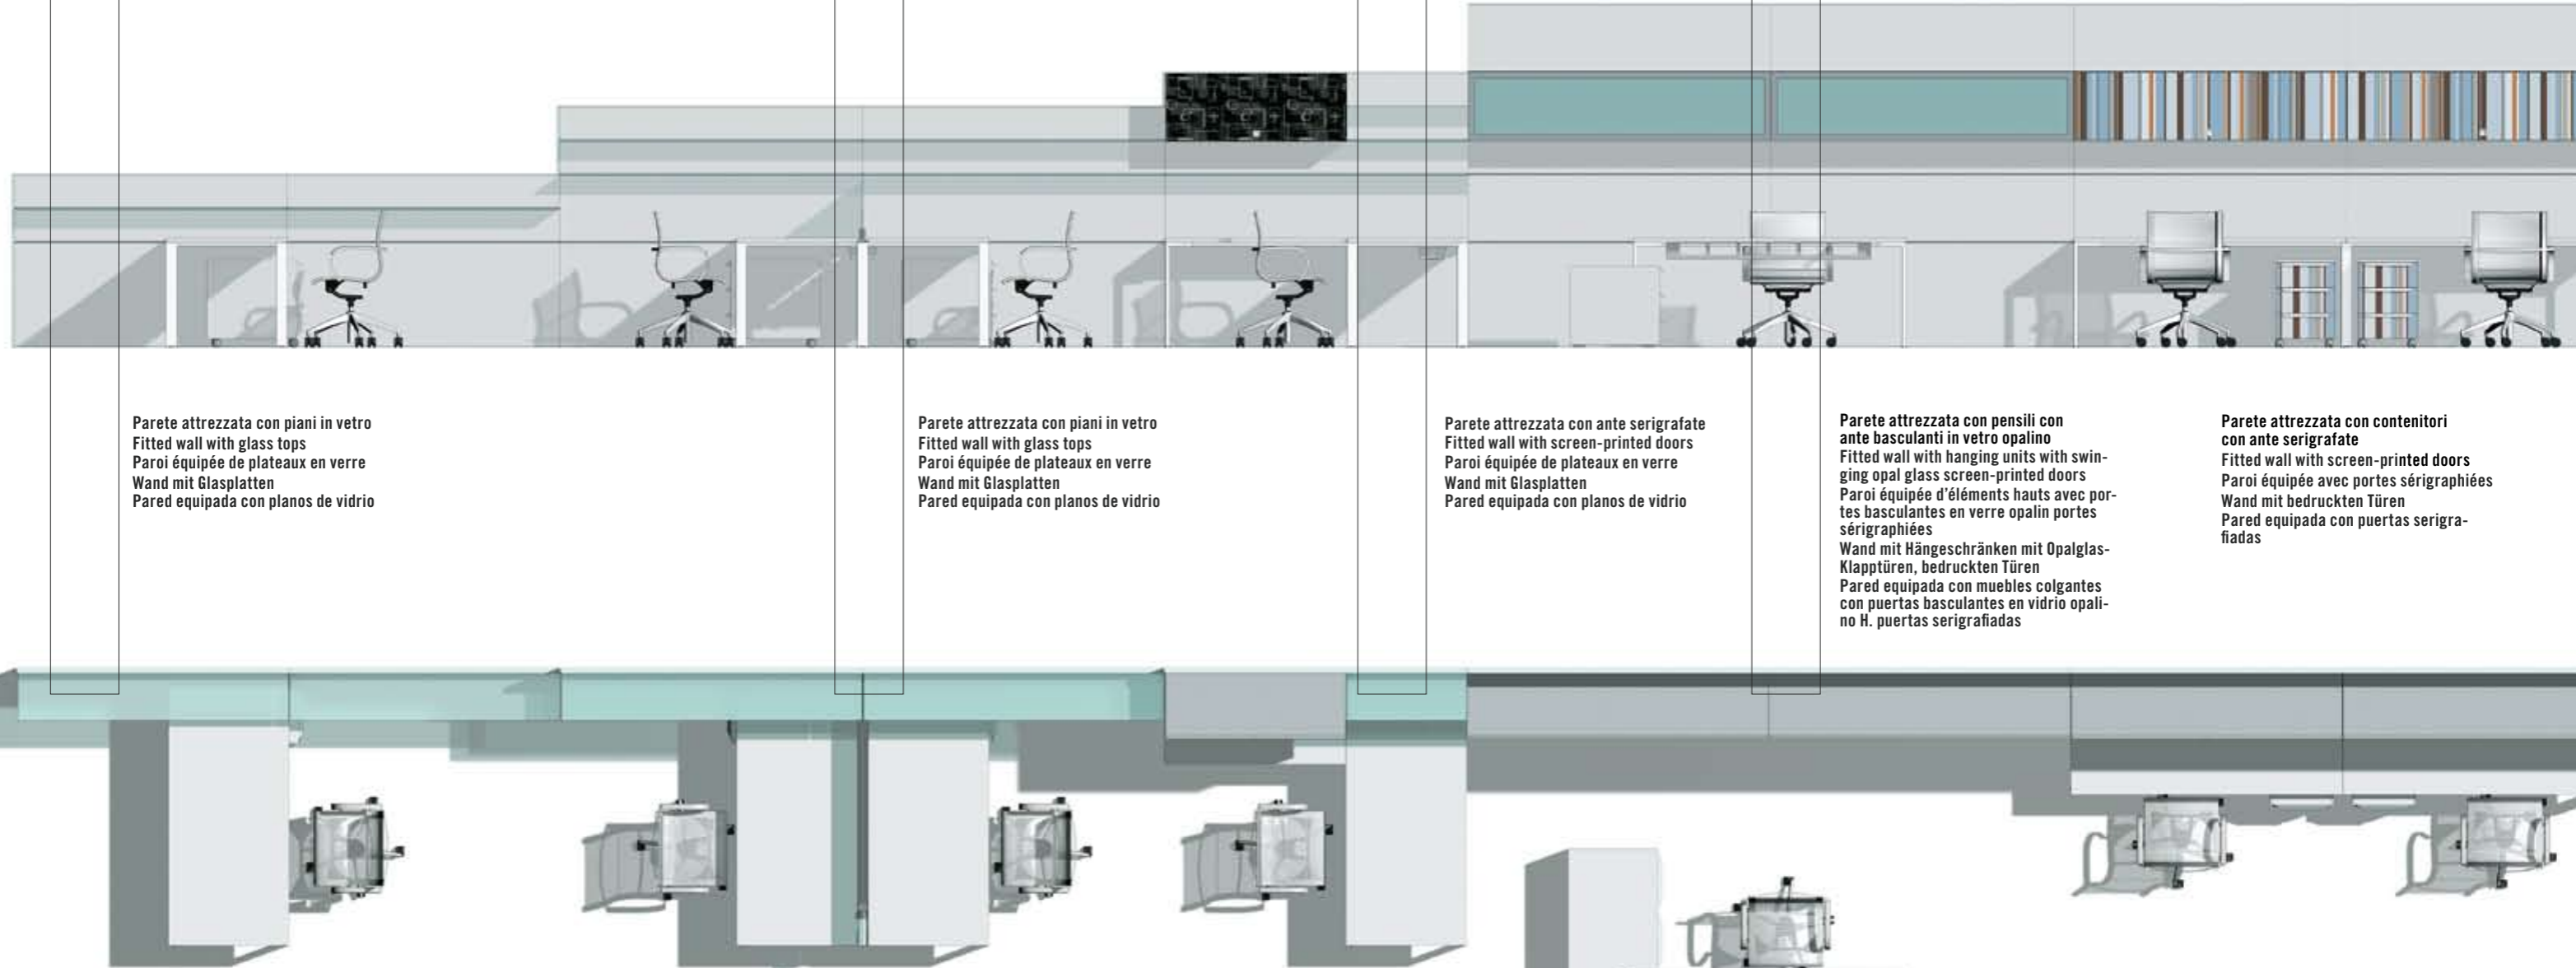 Parete attrezzata con piani in vetro
Fitted wall with glass tops
Paroi équipée de plateaux en verre
Wand mit Glasplatten
Pared equipada con planos de vidrio
Parete attrezzata con piani in vetro
Fitted wall with glass tops
Paroi équipée de plateaux en verre
Wand mit Glasplatten
Pared equipada con planos de vidrio
Parete attrezzata con ante serigrafate
Fitted wall with screen-printed doors
Paroi équipée de plateaux en verre
Wand mit Glasplatten
Pared equipada con planos de vidrio
Parete attrezzata con pensili con
ante basculanti in vetro opalino
Fitted wall with hanging units with swin-
ging opal glass screen-printed doors
Paroi équipée d'éléments hauts avec por-
tes basculantes en verre opalin portes
sérigraphiées
Wand mit Hängeschränken mit Opalglas-
Klapptüren, bedruckten Türen
Pared equipada con muebles colgantes
con puertas basculantes en vidrio opali-
no H. puertas serigrafiadas
Parete attrezzata con contenitori
con ante serigrafate
Fitted wall with screen-printed doors
Paroi équipée avec portes sérigraphiées
Wand mit bedruckten Türen
Pared equipada con puertas serigra-
fiadas